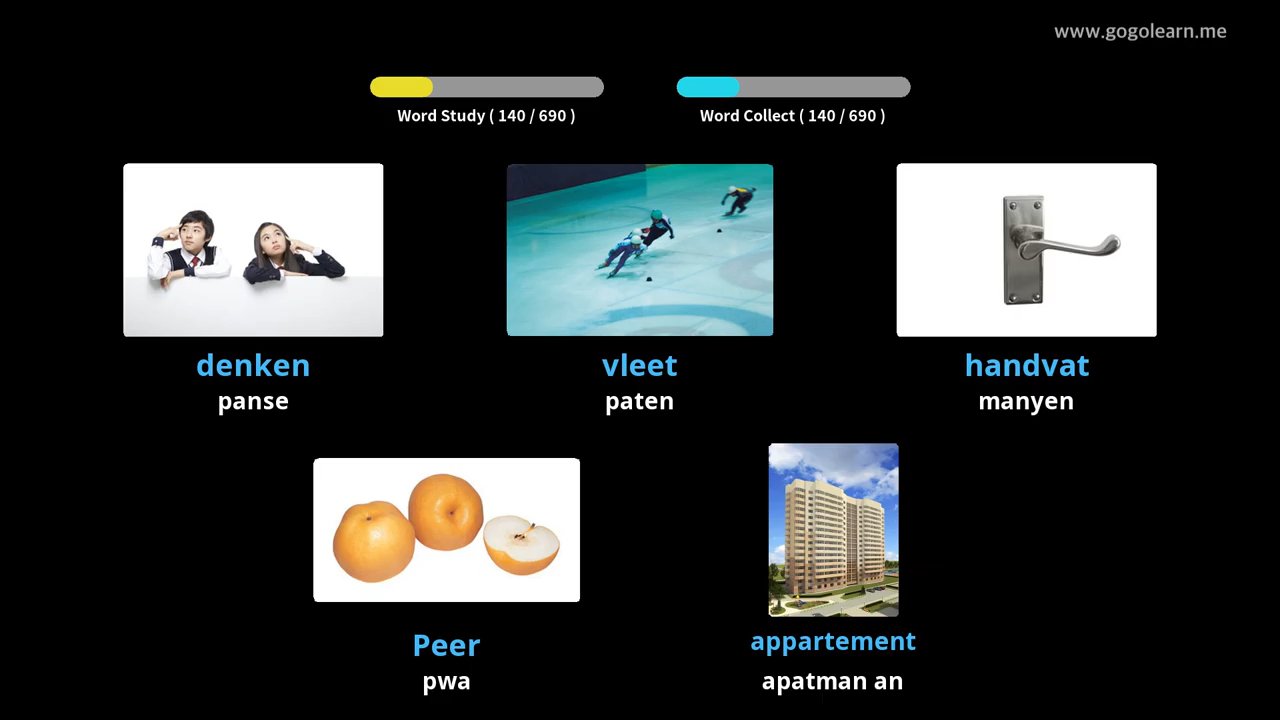 www.gogolearn.me
Word Study ( 140 / 690 )
Word Collect ( 140 / 690 )
denken
panse
vleet
paten
handvat
manyen
Peer
pwa
appartement
apatman an